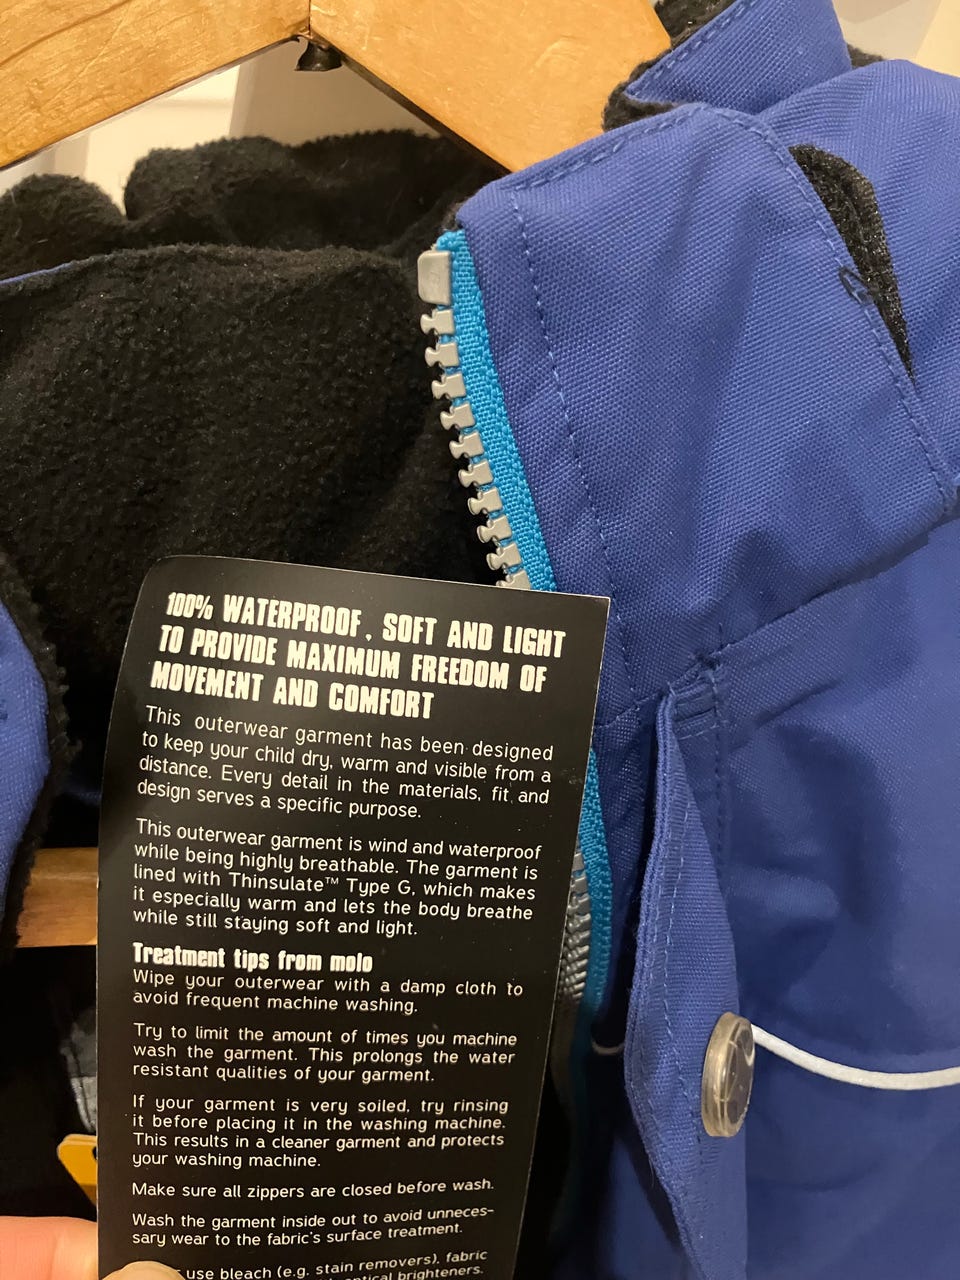 100% WATERPROOF, SOFT AND LIGHT
TO PROVIDE MAXIMUM FREEDOM OF
MOVEMENT AND COMFORT
This outerwear garment has been designed
to keep your child dry, warm and visible from a
distance. Every detail in the materials, fit and
design serves a specific purpose.
This outerwear garment is wind and waterproof
while being highly breathable. The garment is
lined with Thinsulate™ Type G, which makes
it especially warm and lets the body breathe
while still staying soft and light.
Treatment tips from molo
Wipe your outerwear with a damp cloth to
avoid frequent machine washing.
Try to limit the amount of times you machine
wash the garment. This prolongs the water
resistant qualities of your garment.
If your garment is very soiled, try rinsing
it before placing it in the washing machine.
This results in a cleaner garment and protects
your washing machine.
Make sure all zippers are closed before wash.
Wash the garment inside out to avoid unneces-
sary wear to the fabric's surface treatment.
use bleach (e.g. stain removers), fabric
optical brighteners.